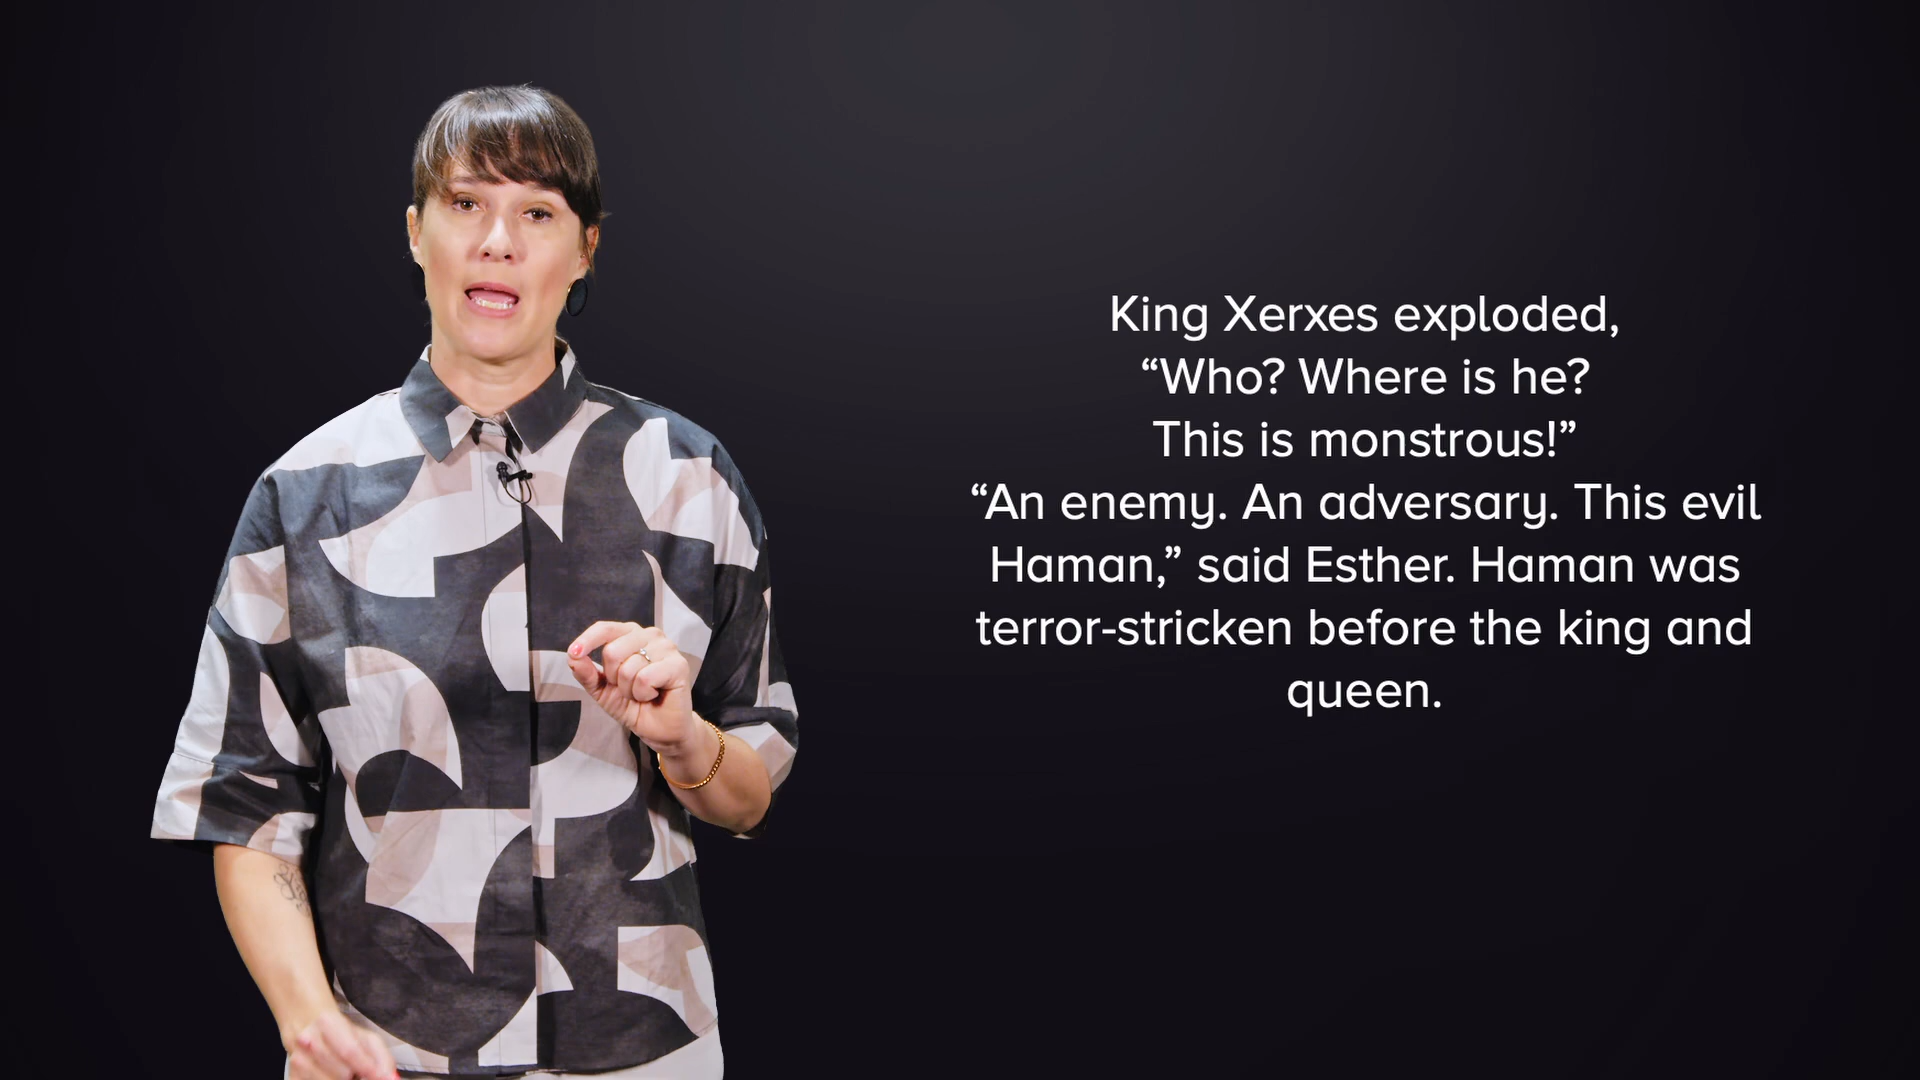 King Xerxes exploded,
“Who? Where is he?
This is monstrous!”
“An enemy. An adversary. This evil
Haman,” said Esther. Haman was
terror-stricken before the king and
queen.